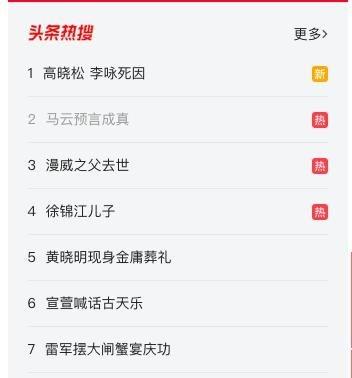 头条热搜
更多>
1 高晓松 李咏死因 新
2 马云预言成真 热
3 漫威之父去世 热
4 徐锦江儿子 热
5 黄晓明现身金庸葬礼
6 宣萱喊话古天乐
7 雷军摆大闸蟹宴庆功